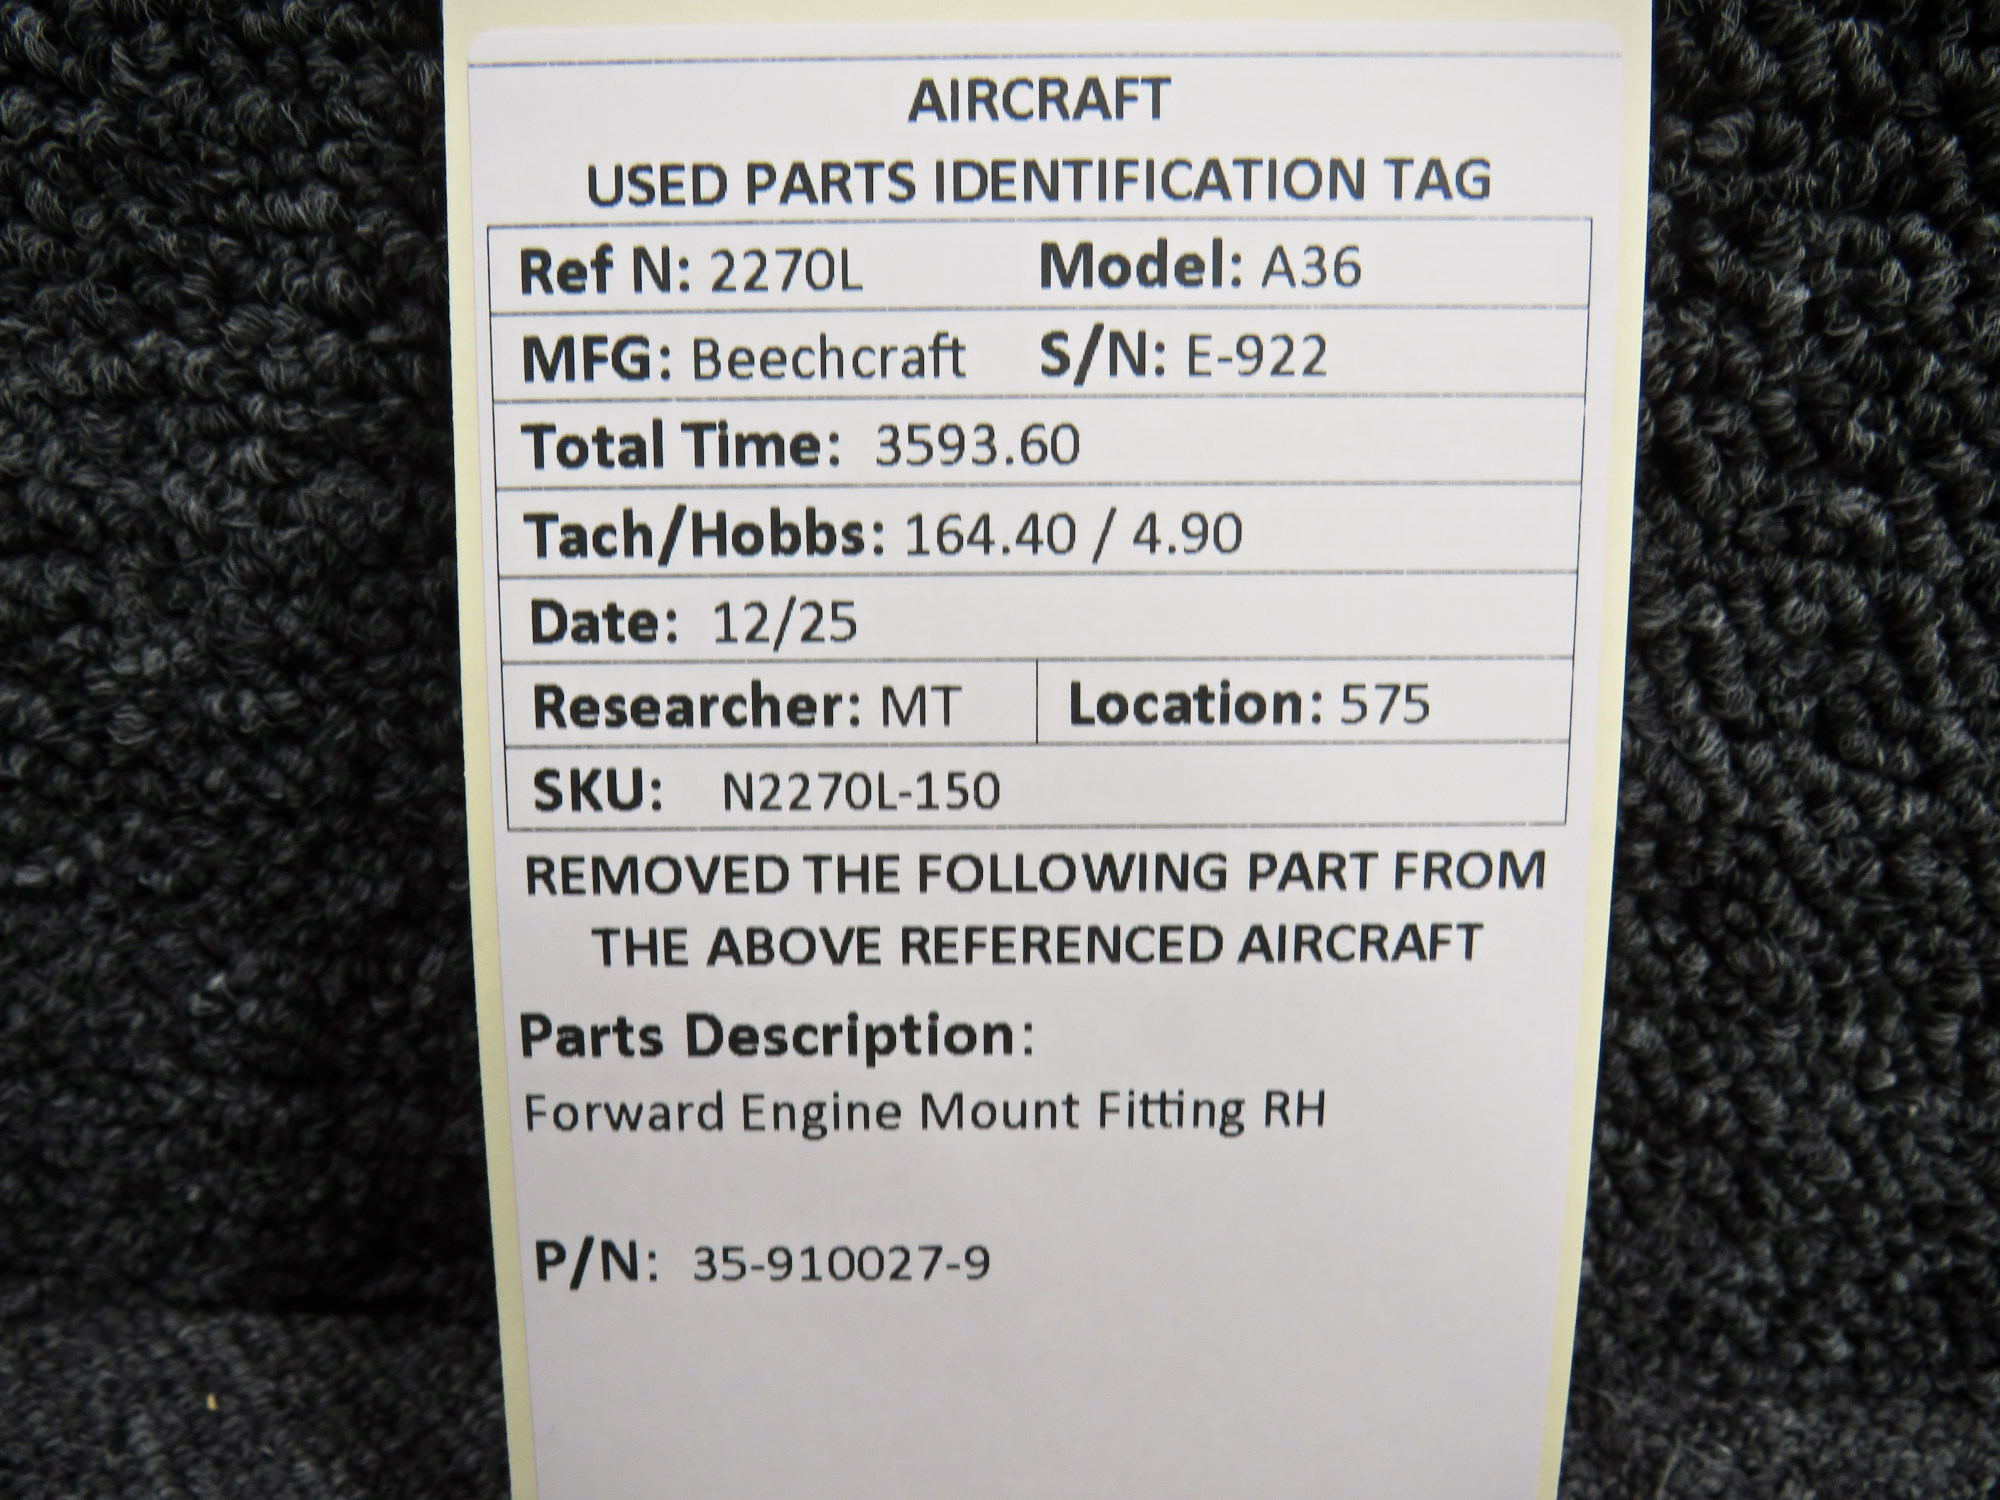 AIRCRAFT
USED PARTS IDENTIFICATION TAG
Ref N: 2270L Model: A36
MFG: Beechcraft S/N: E-922
Total Time: 3593.60
Tach/Hobbs: 164.40 / 4.90
Date: 12/25
Researcher: MT Location: 575
SKU: N2270L-150
REMOVED THE FOLLOWING PART FROM
THE ABOVE REFERENCED AIRCRAFT
Parts Description:
Forward Engine Mount Fitting RH
P/N: 35-910027-9